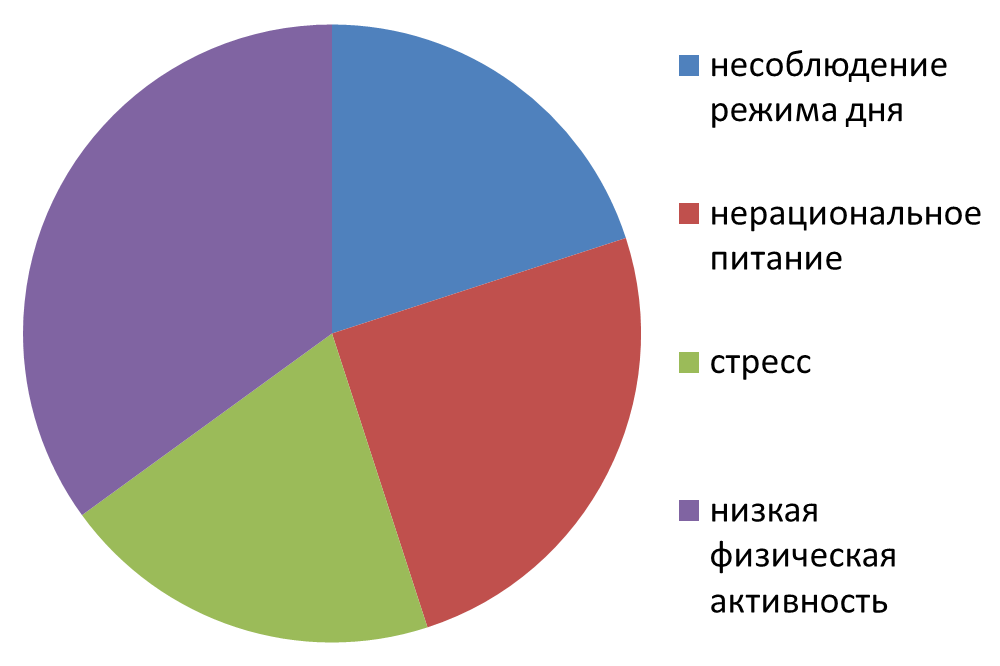 несоблюдение
режима дня
нерациональное
питание
стресс
низкая
физическая
активность